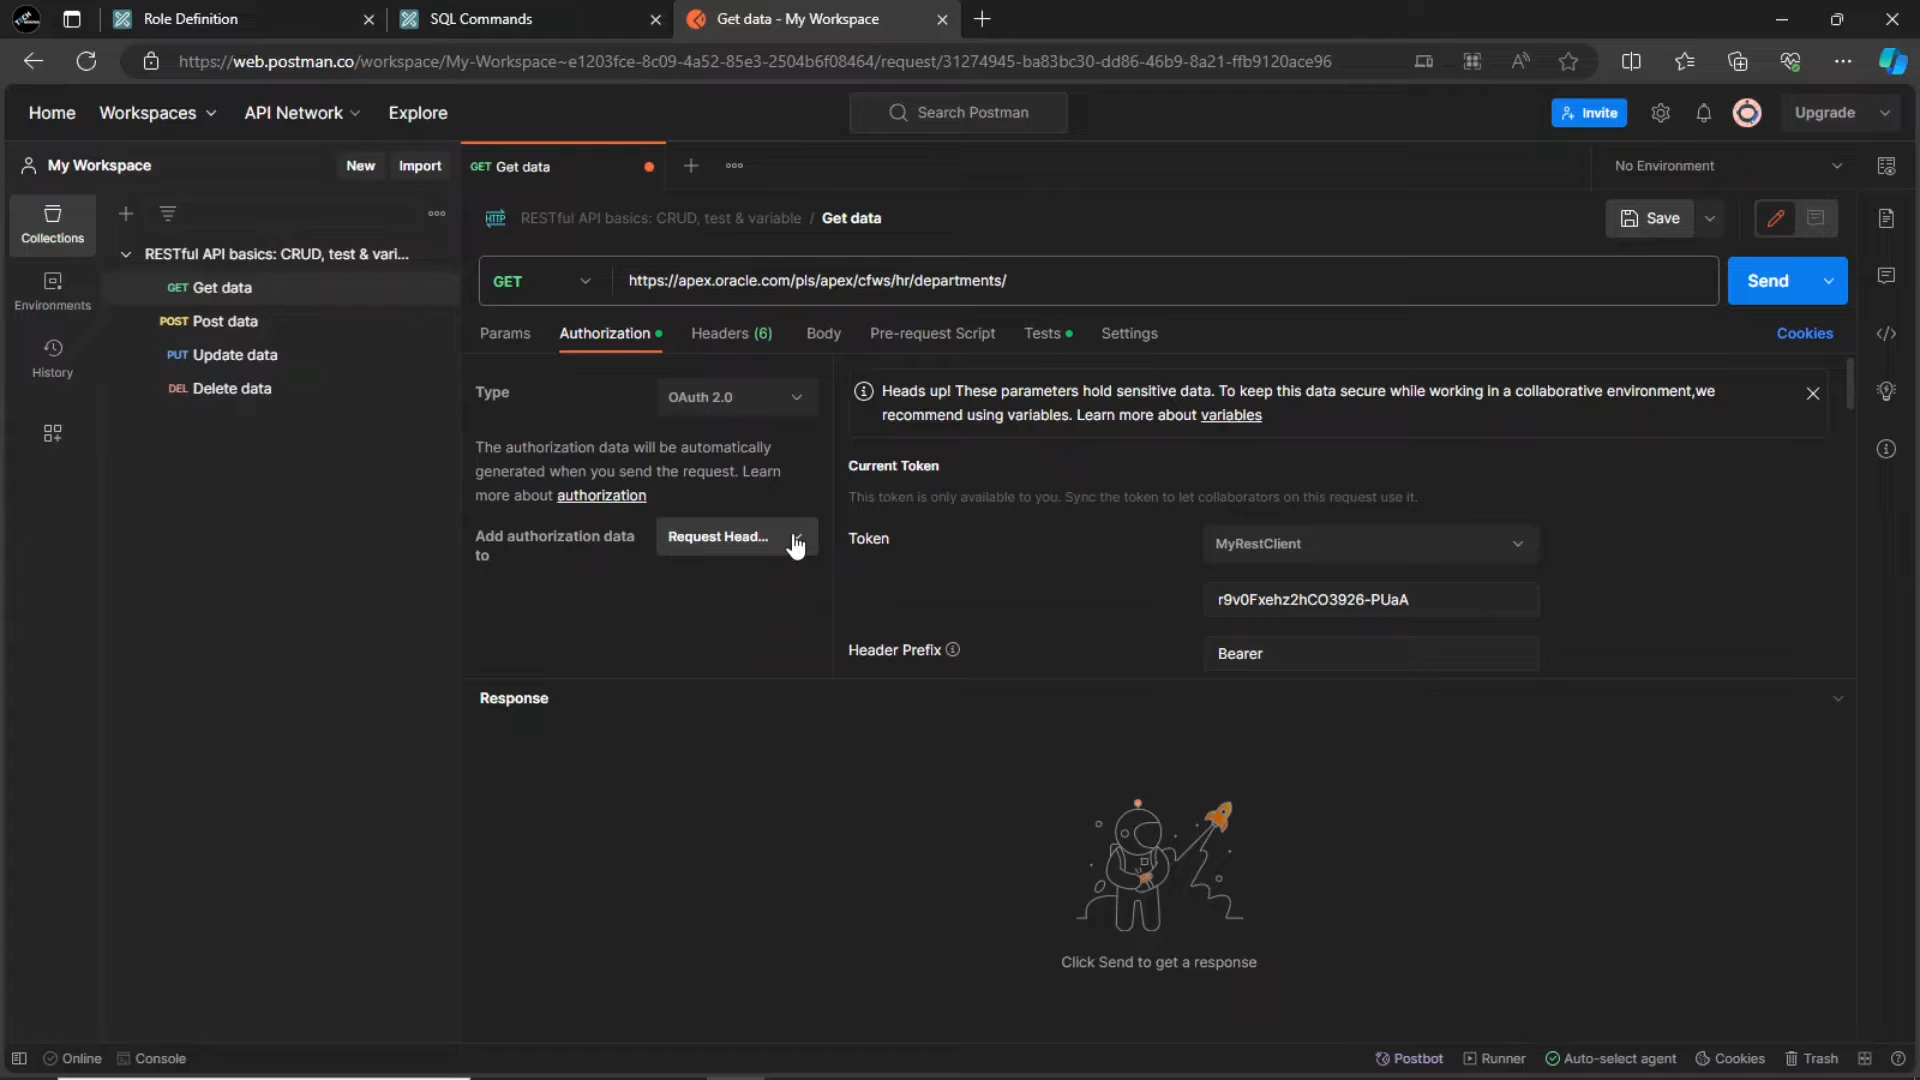 Role Definition
SQL Commands
Get data - My Workspace
https://web.postman.co/workspace/My-Workspace~e1203fce-8c09-4a52-85e3-2504b6f08464/request/31274945-ba83bc30-dd86-46b9-8a21-ffb9120ace96
Home Workspaces API Network Explore
Search Postman
Invite
Upgrade
My Workspace
New
Import
GET Get data
No Environment
Collections
HTTP RESTful API basics: CRUD, test & variable / Get data
Save
RESTful API basics: CRUD, test & vari...
GET Get data
POST Post data
PUT Update data
DEL Delete data
Environments
History
GET
https://apex.oracle.com/pls/apex/cfws/hr/departments/
Send
Params Authorization Headers (6) Body Pre-request Script Tests Settings
Cookies
Type
OAuth 2.0
The authorization data will be automatically
generated when you send the request. Learn
more about authorization
Add authorization data
to
Request Head...
Heads up! These parameters hold sensitive data. To keep this data secure while working in a collaborative environment,we
recommend using variables. Learn more about variables
Current Token
This token is only available to you. Sync the token to let collaborators on this request use it.
Token
MyRestClient
r9v0Fxehz2hCO3926-PUaA
Header Prefix
Bearer
Response
Click Send to get a response
Online
Console
Postbot
Runner
Auto-select agent
Cookies
Trash